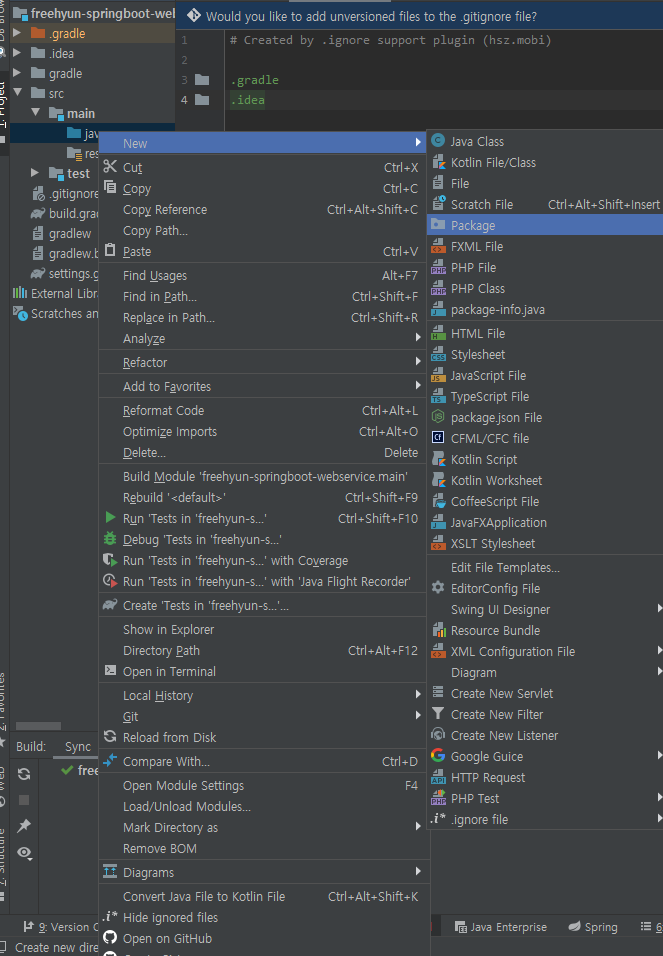 freehyun-springboot-web
.gradle
.idea
gradle
src
main
jav
res
test
.gitignore
build.grad
gradlew
gradlew.b
settings.g
External Libra
Scratches an
Would you like to add unversioned files to the .gitignore file?
1 # Created by .ignore support plugin (hsz.mobi)
2
3 .gradle
4 .idea
New
Cut Ctrl+X
Copy Ctrl+C
Copy Reference Ctrl+Alt+Shift+C
Copy Path...
Paste Ctrl+V
Find Usages Alt+F7
Find in Path... Ctrl+Shift+F
Replace in Path... Ctrl+Shift+R
Analyze
Refactor
Add to Favorites
Reformat Code Ctrl+Alt+L
Optimize Imports Ctrl+Alt+O
Delete... Delete
Build Module 'freehyun-springboot-webservice.main'
Rebuild '<default>' Ctrl+Shift+F9
Run 'Tests in 'freehyun-s...' Ctrl+Shift+F10
Debug 'Tests in 'freehyun-s...'
Run 'Tests in 'freehyun-s...' with Coverage
Run 'Tests in 'freehyun-s...' with 'Java Flight Recorder'
Create 'Tests in 'freehyun-s...'...
Show in Explorer
Directory Path Ctrl+Alt+F12
Open in Terminal
Local History
Git
Reload from Disk
Compare With... Ctrl+D
Open Module Settings F4
Load/Unload Modules...
Mark Directory as
Remove BOM
Diagrams
Convert Java File to Kotlin File Ctrl+Alt+Shift+K
Hide ignored files
Open on GitHub
Java Class
Kotlin File/Class
File
Scratch File Ctrl+Alt+Shift+Insert
Package
FXML File
PHP File
PHP Class
package-info.java
HTML File
Stylesheet
JavaScript File
TypeScript File
package.json File
CFML/CFC file
Kotlin Script
Kotlin Worksheet
CoffeeScript File
JavaFXApplication
XSLT Stylesheet
Edit File Templates...
EditorConfig File
Swing UI Designer
Resource Bundle
XML Configuration File
Diagram
Create New Servlet
Create New Filter
Create New Listener
Google Guice
HTTP Request
PHP Test
.ignore file
Build: Sync
free
9: Version C
Java Enterprise
Spring
6
Create new dire
1: Project
2: Favorites
Web
Z: Structure